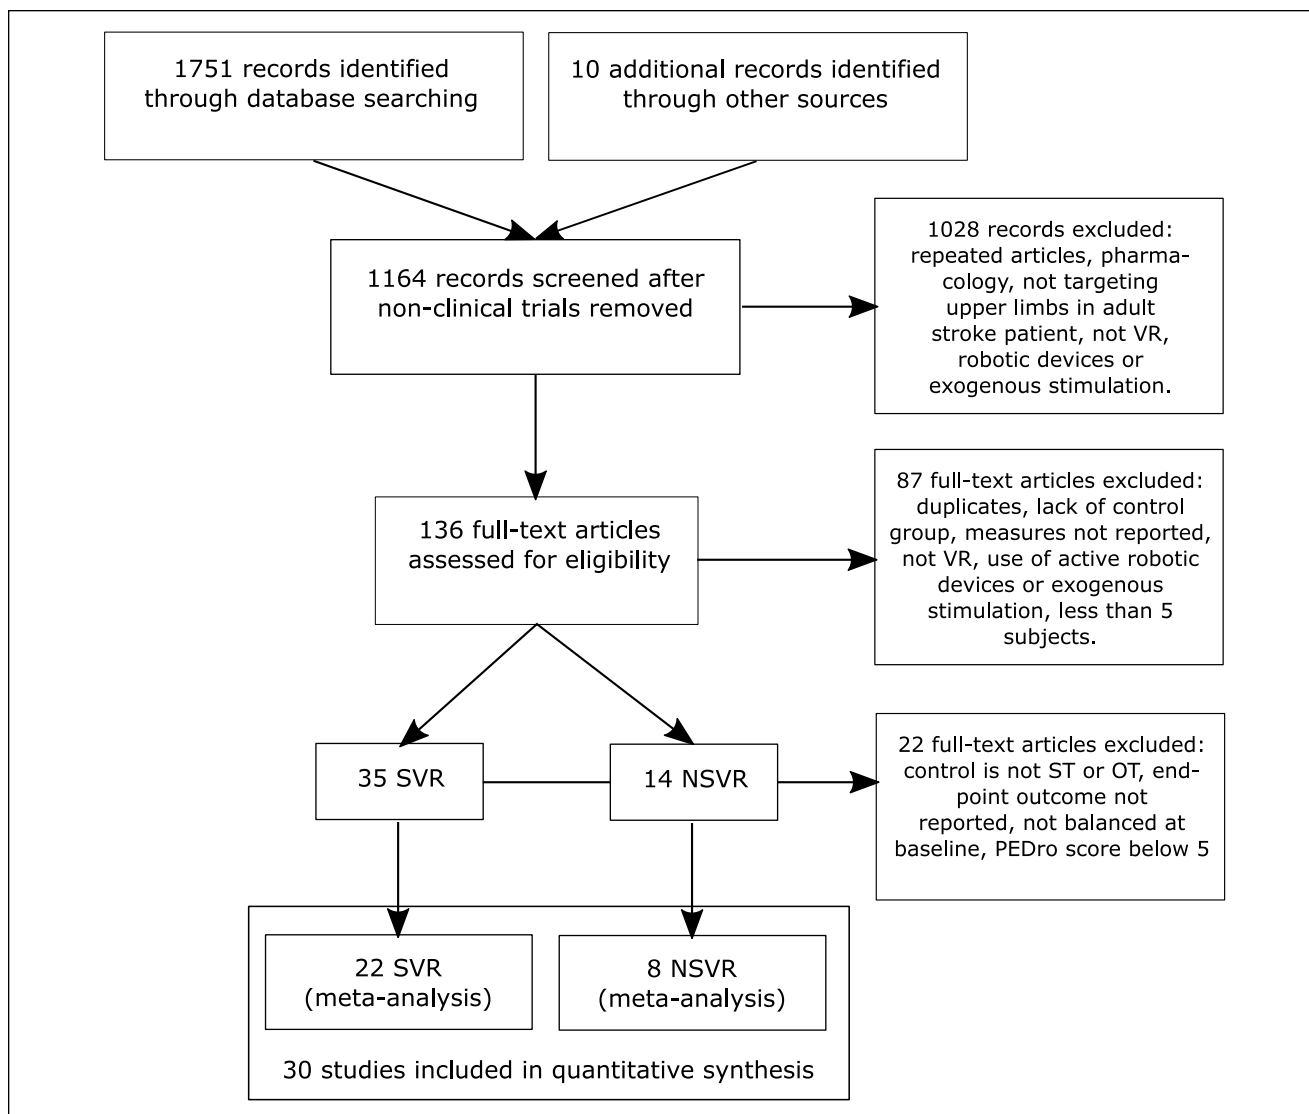 1751 records identified
through database searching
10 additional records identified
through other sources
1164 records screened after
non-clinical trials removed
1028 records excluded:
repeated articles, pharma-
cology, not targeting
upper limbs in adult
stroke patient, not VR,
robotic devices or
exogenous stimulation.
136 full-text articles
assessed for eligibility
87 full-text articles excluded:
duplicates, lack of control
group, measures not reported,
not VR, use of active robotic
devices or exogenous
stimulation, less than 5
subjects.
35 SVR
14 NSVR
22 full-text articles excluded:
control is not ST or OT, end-
point outcome not
reported, not balanced at
baseline, PEDro score below 5
22 SVR
(meta-analysis)
8 NSVR
(meta-analysis)
30 studies included in quantitative synthesis